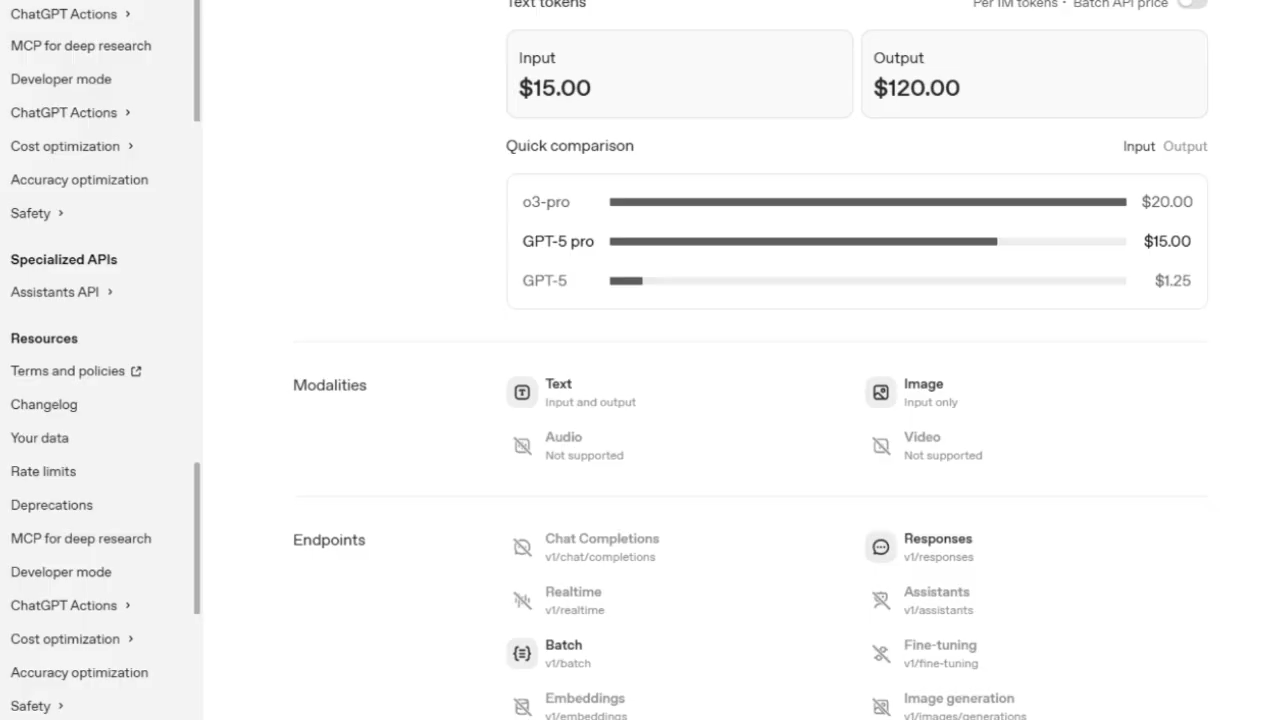 ChatGPT Actions
MCP for deep research
Developer mode
ChatGPT Actions
Cost optimization
Accuracy optimization
Safety
Specialized APIs
Assistants API
Resources
Terms and policies
Changelog
Your data
Rate limits
Deprecations
MCP for deep research
Developer mode
ChatGPT Actions
Cost optimization
Accuracy optimization
Safety
Text tokens
Per 1M tokens • Batch API price
Input
$15.00
Output
$120.00
Quick comparison
Input Output
o3-pro $20.00
GPT-5 pro $15.00
GPT-5 $1.25
Modalities
Text
Input and output
Image
Input only
Audio
Not supported
Video
Not supported
Endpoints
Chat Completions
v1/chat/completions
Responses
v1/responses
Realtime
v1/realtime
Assistants
v1/assistants
Batch
v1/batch
Fine-tuning
v1/fine-tuning
Embeddings
v1/embeddings
Image generation
v1/images/generations